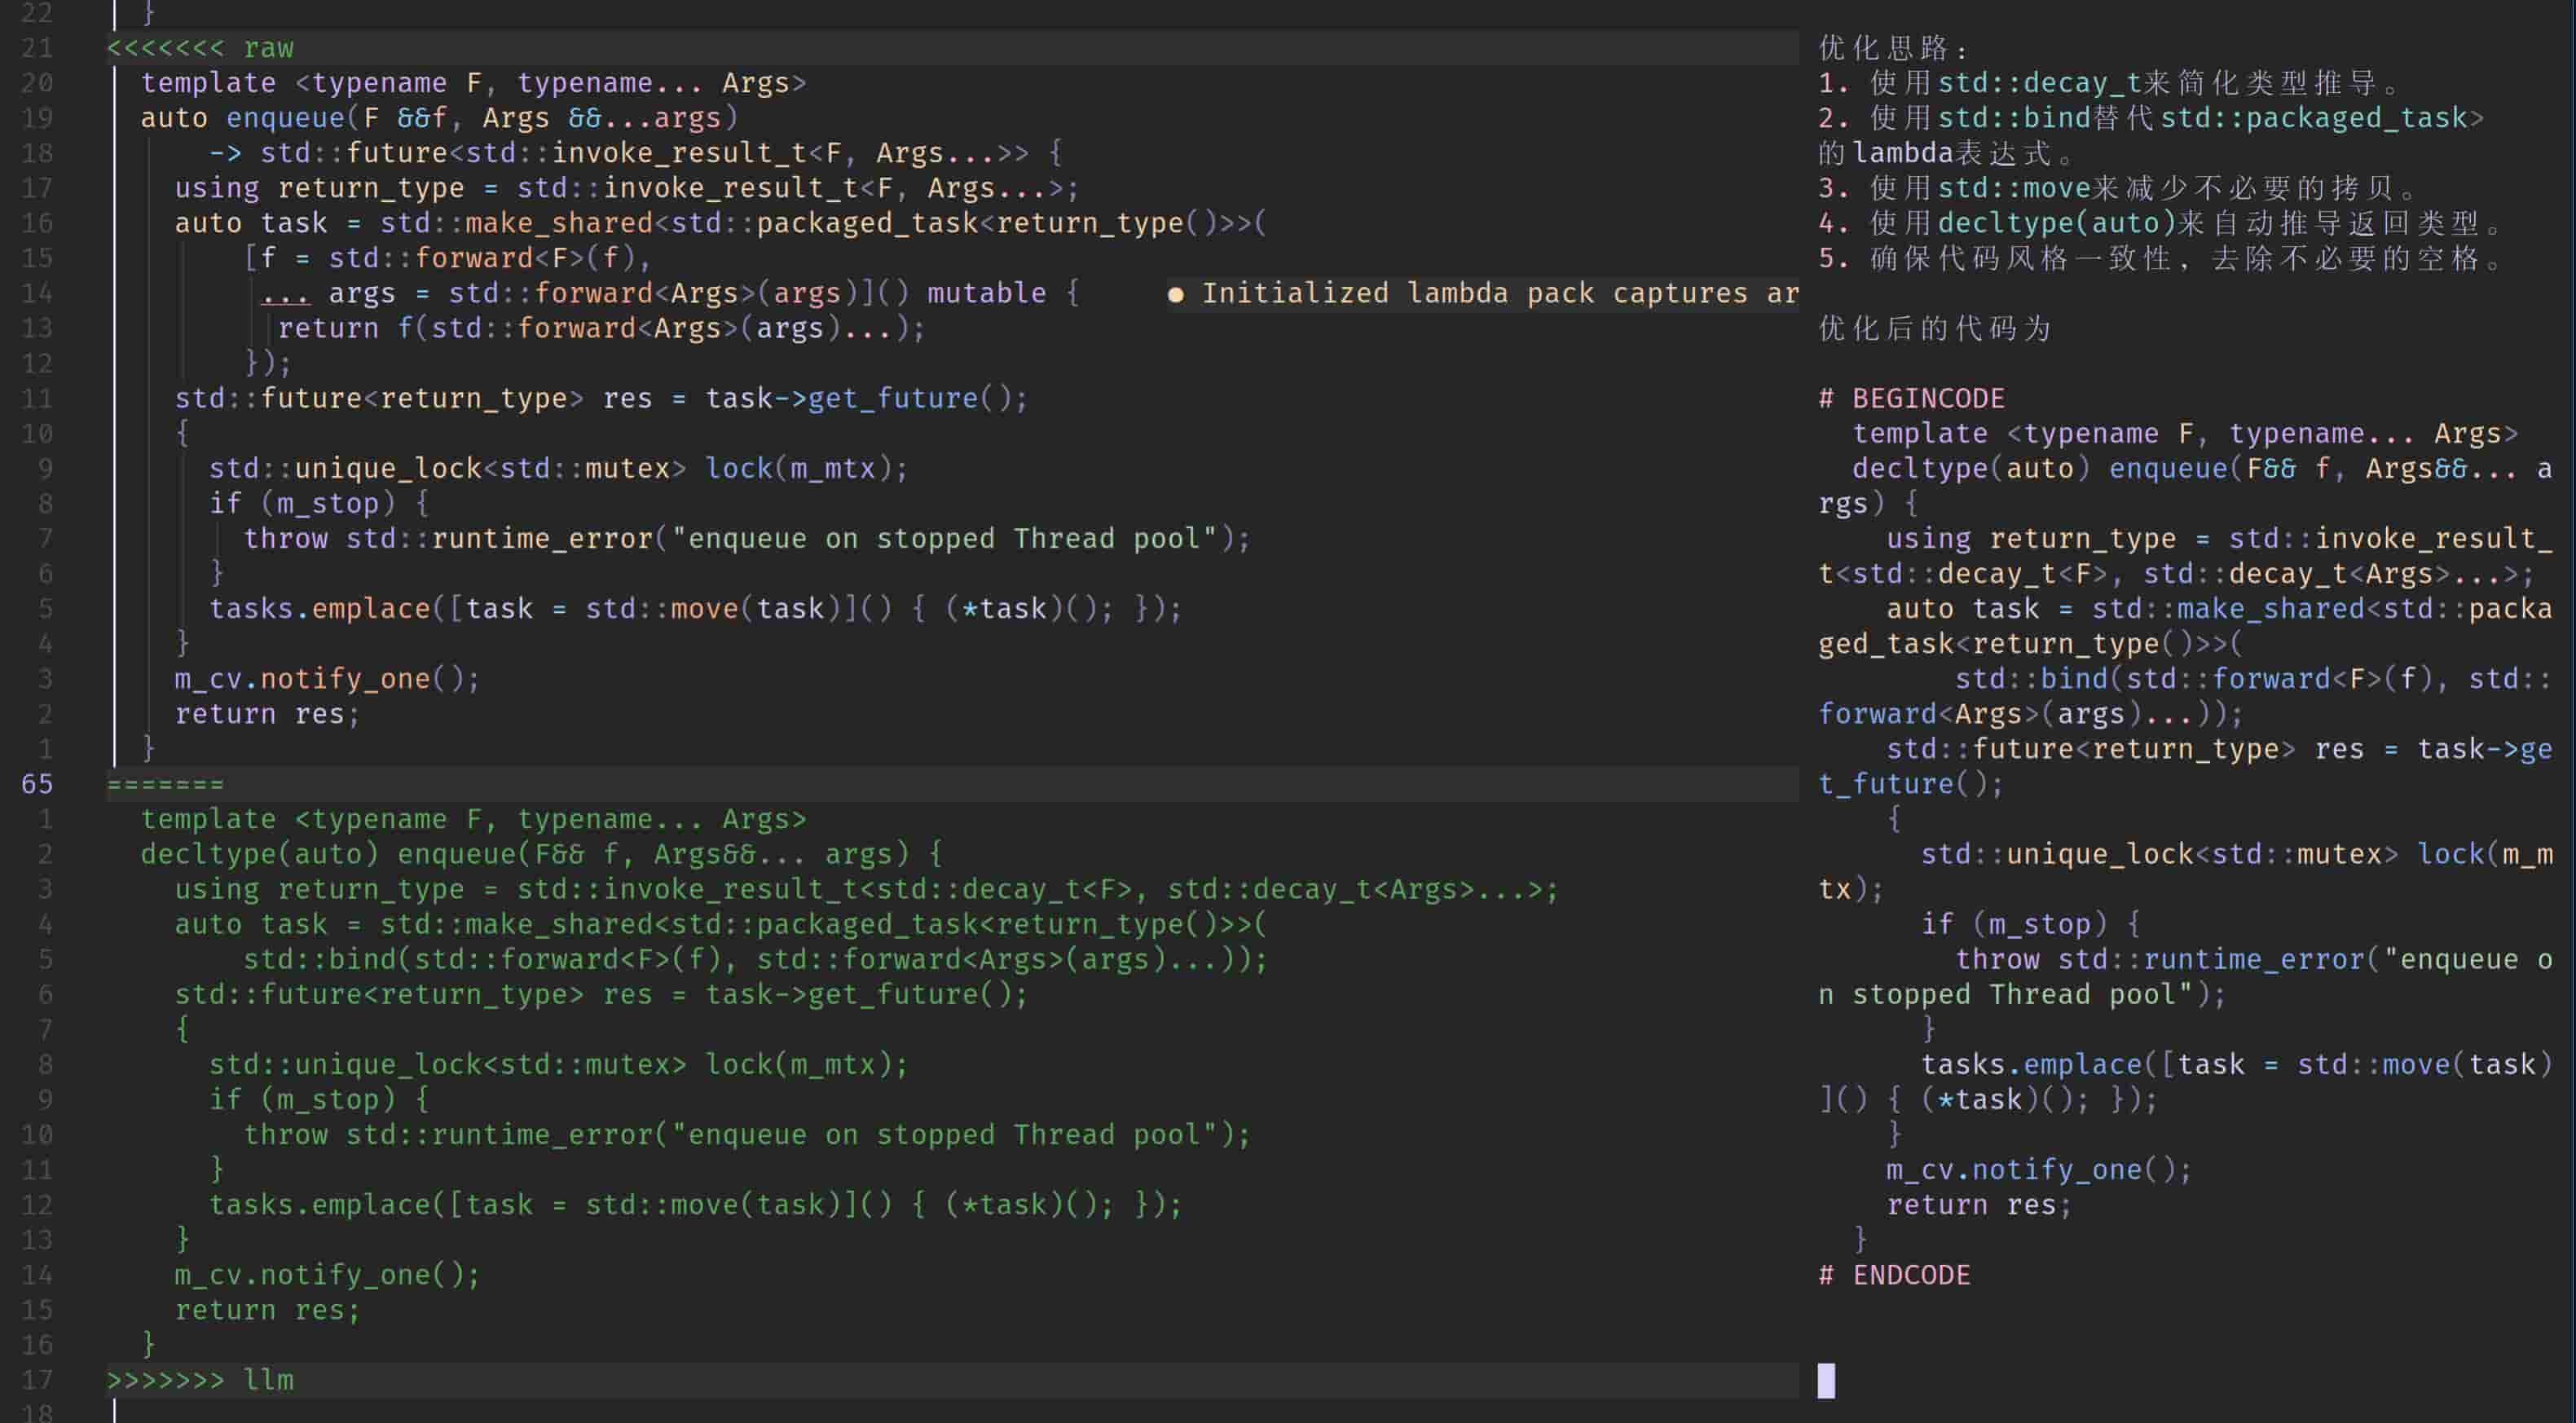 22 }
21 <<<<<<< raw
20 template <typename F, typename... Args>
19 auto enqueue(F &&f, Args &&...args)
18 -> std::future<std::invoke_result_t<F, Args...>> {
17 using return_type = std::invoke_result_t<F, Args...>;
16 auto task = std::make_shared<std::packaged_task<return_type()>>(
15 [f = std::forward<F>(f),
14 ... args = std::forward<Args>(args)]() mutable { ● Initialized lambda pack captures ar
13 return f(std::forward<Args>(args)...);
12 });
11 std::future<return_type> res = task->get_future();
10 {
9 std::unique_lock<std::mutex> lock(m_mtx);
8 if (m_stop) {
7 throw std::runtime_error("enqueue on stopped Thread pool");
6 }
5 tasks.emplace([task = std::move(task)]() { (*task)(); });
4 }
3 m_cv.notify_one();
2 return res;
1 }
65 =======
1 template <typename F, typename... Args>
2 decltype(auto) enqueue(F&& f, Args&&... args) {
3 using return_type = std::invoke_result_t<std::decay_t<F>, std::decay_t<Args>...>;
4 auto task = std::make_shared<std::packaged_task<return_type()>>(
5 std::bind(std::forward<F>(f), std::forward<Args>(args)...));
6 std::future<return_type> res = task->get_future();
7 {
8 std::unique_lock<std::mutex> lock(m_mtx);
9 if (m_stop) {
10 throw std::runtime_error("enqueue on stopped Thread pool");
11 }
12 tasks.emplace([task = std::move(task)]() { (*task)(); });
13 }
14 m_cv.notify_one();
15 return res;
16 }
17 >>>>>>> llm
18
优化思路:
1. 使用std::decay_t来简化类型推导。
2. 使用std::bind替代std::packaged_task>
的lambda表达式。
3. 使用std::move来减少不必要的拷贝。
4. 使用decltype(auto)来自动推导返回类型。
5. 确保代码风格一致性，去除不必要的空格。
优化后的代码为
# BEGINCODE
template <typename F, typename... Args>
decltype(auto) enqueue(F&& f, Args&&... a
rgs) {
using return_type = std::invoke_result_
t<std::decay_t<F>, std::decay_t<Args>...>;
auto task = std::make_shared<std::packa
ged_task<return_type()>>(
std::bind(std::forward<F>(f), std::
forward<Args>(args)...));
std::future<return_type> res = task->ge
t_future();
{
std::unique_lock<std::mutex> lock(m_m
tx);
if (m_stop) {
throw std::runtime_error("enqueue o
n stopped Thread pool");
}
tasks.emplace([task = std::move(task)
]() { (*task)(); });
}
m_cv.notify_one();
return res;
}
# ENDCODE